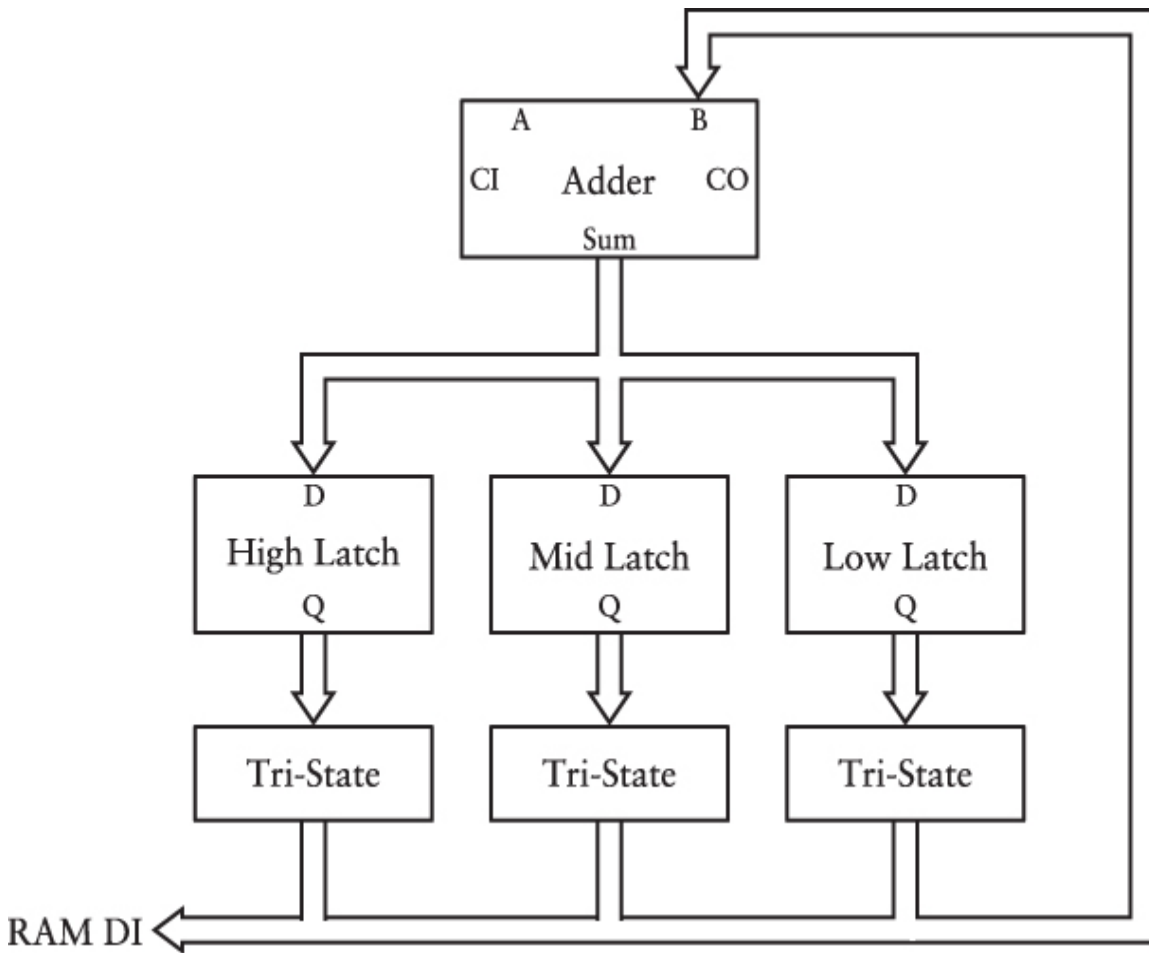 A B
CI Adder CO
Sum
D D D
High Latch Mid Latch Low Latch
Q Q Q
Tri-State Tri-State Tri-State
RAM DI